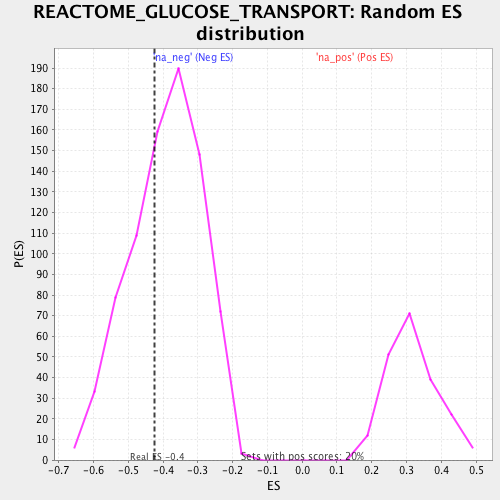 REACTOME_GLUCOSE_TRANSPORT: Random ES
distribution
'na_neg' (Neg ES)
'na_pos' (Pos ES)
190
180
170
160
150
140
130
120
110
100
90
80
70
60
50
40
30
20
10
0
P(ES)
Real ES -0.4
Sets with pos scores: 20%
-0.7 -0.6 -0.5 -0.4 -0.3 -0.2 -0.1 0.0 0.1 0.2 0.3 0.4 0.5
ES